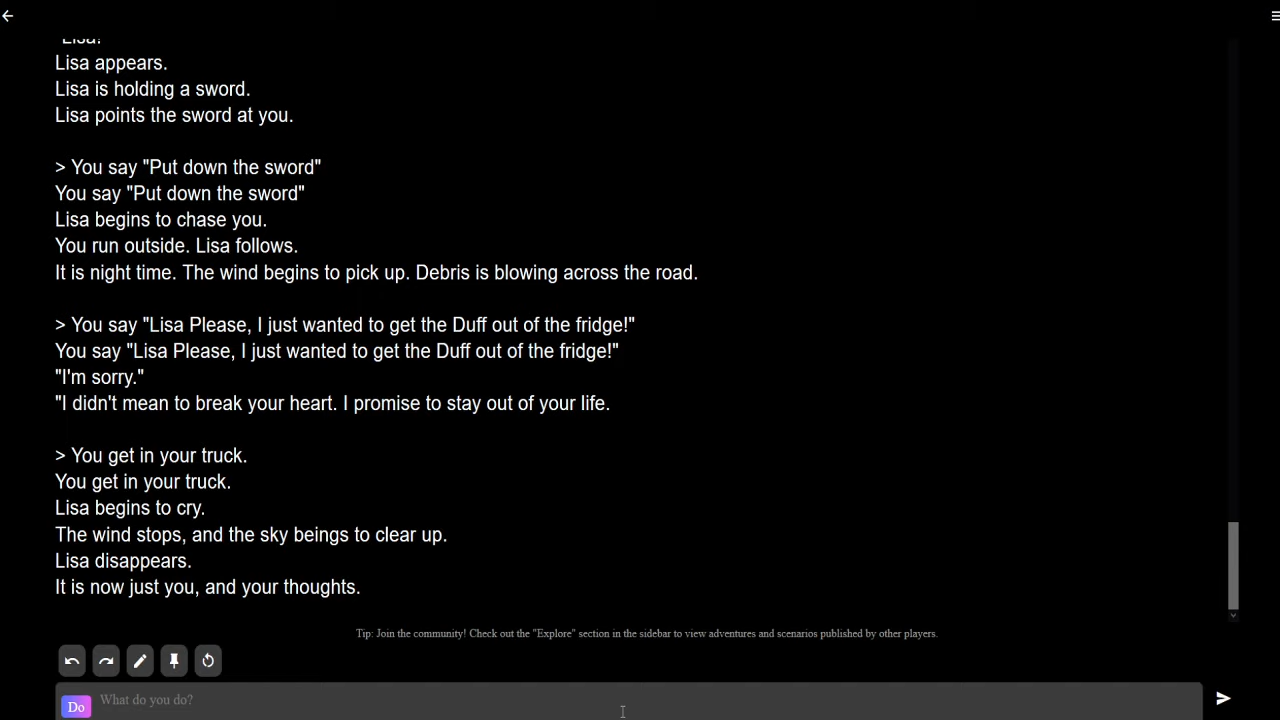 "Lisa!
Lisa appears.
Lisa is holding a sword.
Lisa points the sword at you.
> You say "Put down the sword"
You say "Put down the sword"
Lisa begins to chase you.
You run outside. Lisa follows.
It is night time. The wind begins to pick up. Debris is blowing across the road.
> You say "Lisa Please, I just wanted to get the Duff out of the fridge!"
You say "Lisa Please, I just wanted to get the Duff out of the fridge!"
"I'm sorry."
"I didn't mean to break your heart. I promise to stay out of your life.
> You get in your truck.
You get in your truck.
Lisa begins to cry.
The wind stops, and the sky beings to clear up.
Lisa disappears.
It is now just you, and your thoughts.
Tip: Join the community! Check out the "Explore" section in the sidebar to view adventures and scenarios published by other players.
Do What do you do?